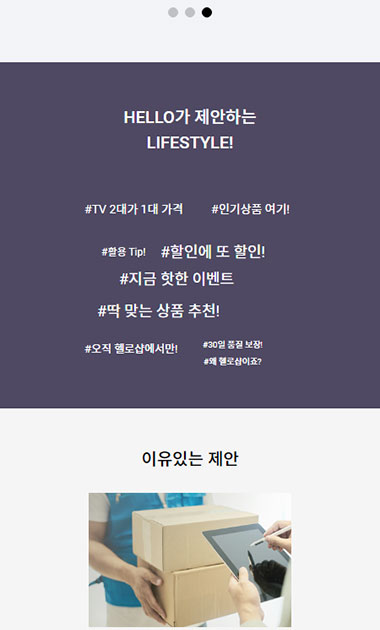 HELLO가 제안하는
LIFESTYLE!
#TV 2대가 1대 가격 #인기상품 여기!
#활용 Tip! #할인에 또 할인!
#지금 핫한 이벤트
#딱 맞는 상품 추천!
#오직 헬로샵에서만! #30일 품질 보장!
#왜 헬로샵이죠?
이유있는 제안